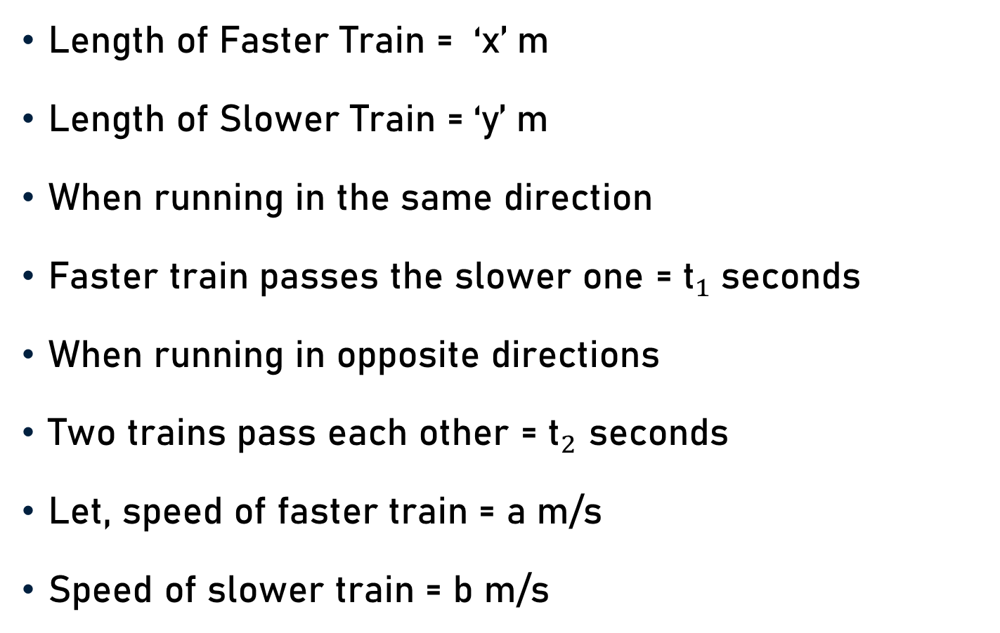 • Length of Faster Train = ‘x’ m
• Length of Slower Train = ‘y’ m
• When running in the same direction
• Faster train passes the slower one = t₁ seconds
• When running in opposite directions
• Two trains pass each other = t₂ seconds
• Let, speed of faster train = a m/s
• Speed of slower train = b m/s